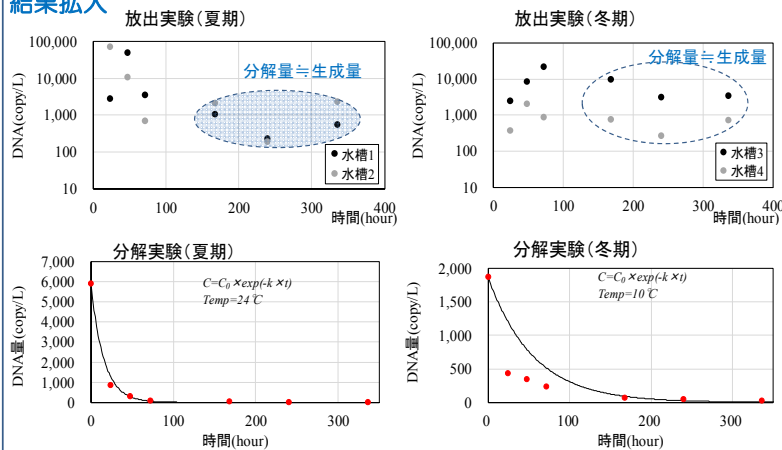 結果拡大
放出実験(夏期)
DNA(copy/L)
100,000
10,000
1,000
100
10
分解量≒生成量
水槽1
水槽2
0
100
200
300
400
時間(hour)
放出実験(冬期)
DNA(copy/L)
100,000
10,000
1,000
100
10
分解量≒生成量
水槽3
水槽4
0
100
200
300
400
時間(hour)
分解実験(夏期)
DNA量(copy/L)
7,000
6,000
5,000
4,000
3,000
2,000
1,000
0
C=C₀×exp(-k×t)
Temp=24℃
0
100
200
300
時間(hour)
分解実験(冬期)
DNA量(copy/L)
2,000
1,500
1,000
500
0
C=C₀×exp(-k×t)
Temp=10℃
0
100
200
300
時間(hour)